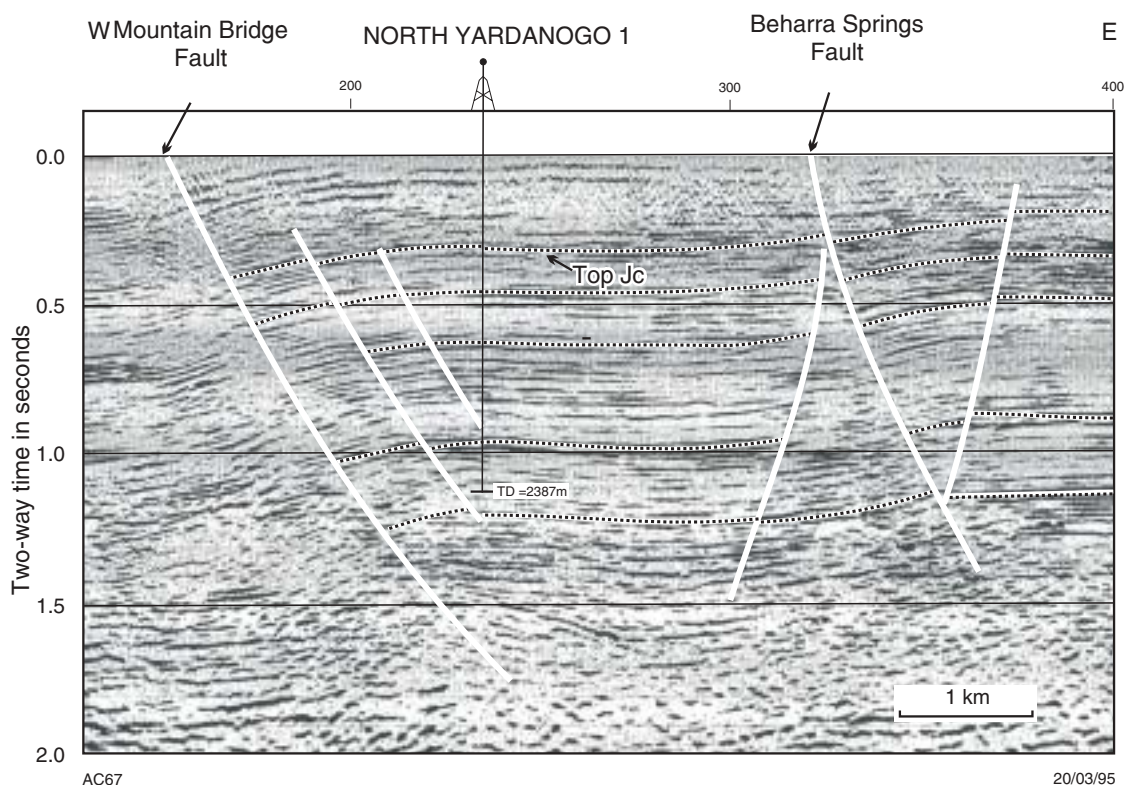 W Mountain Bridge
Fault
NORTH YARDANOGO 1
Beharra Springs
Fault
E
200
300
400
0.0
0.5
1.0
1.5
2.0
Two-way time in seconds
Top Jc
TD =2387m
1 km
AC67
20/03/95